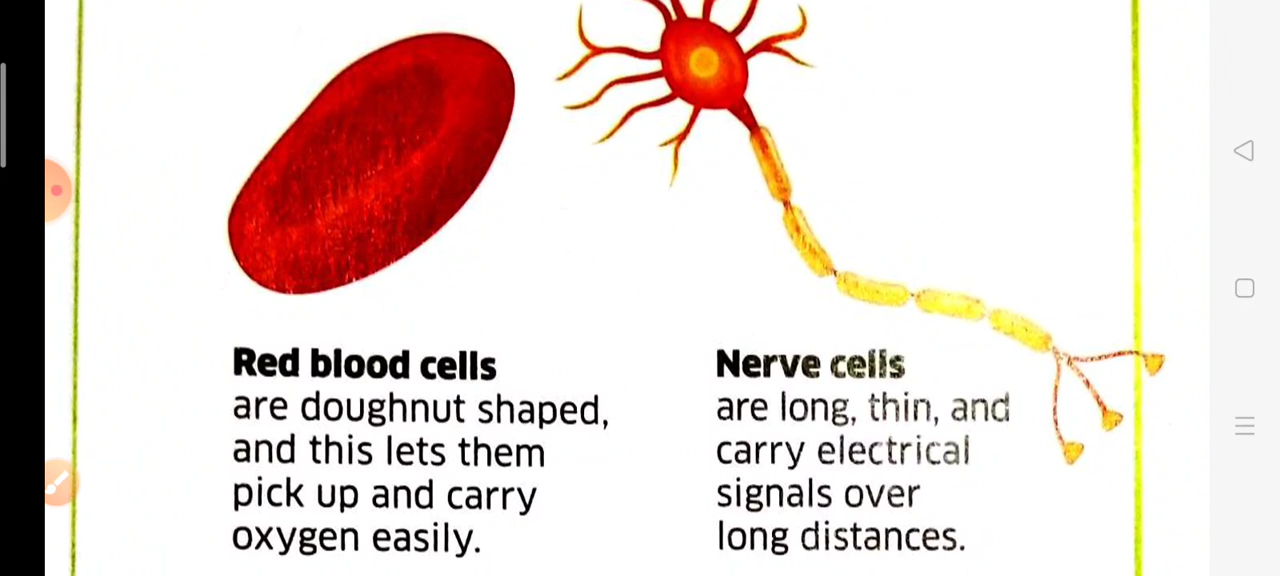 Red blood cells
are doughnut shaped,
and this lets them
pick up and carry
oxygen easily.
Nerve cells
are long, thin, and
carry electrical
signals over
long distances.